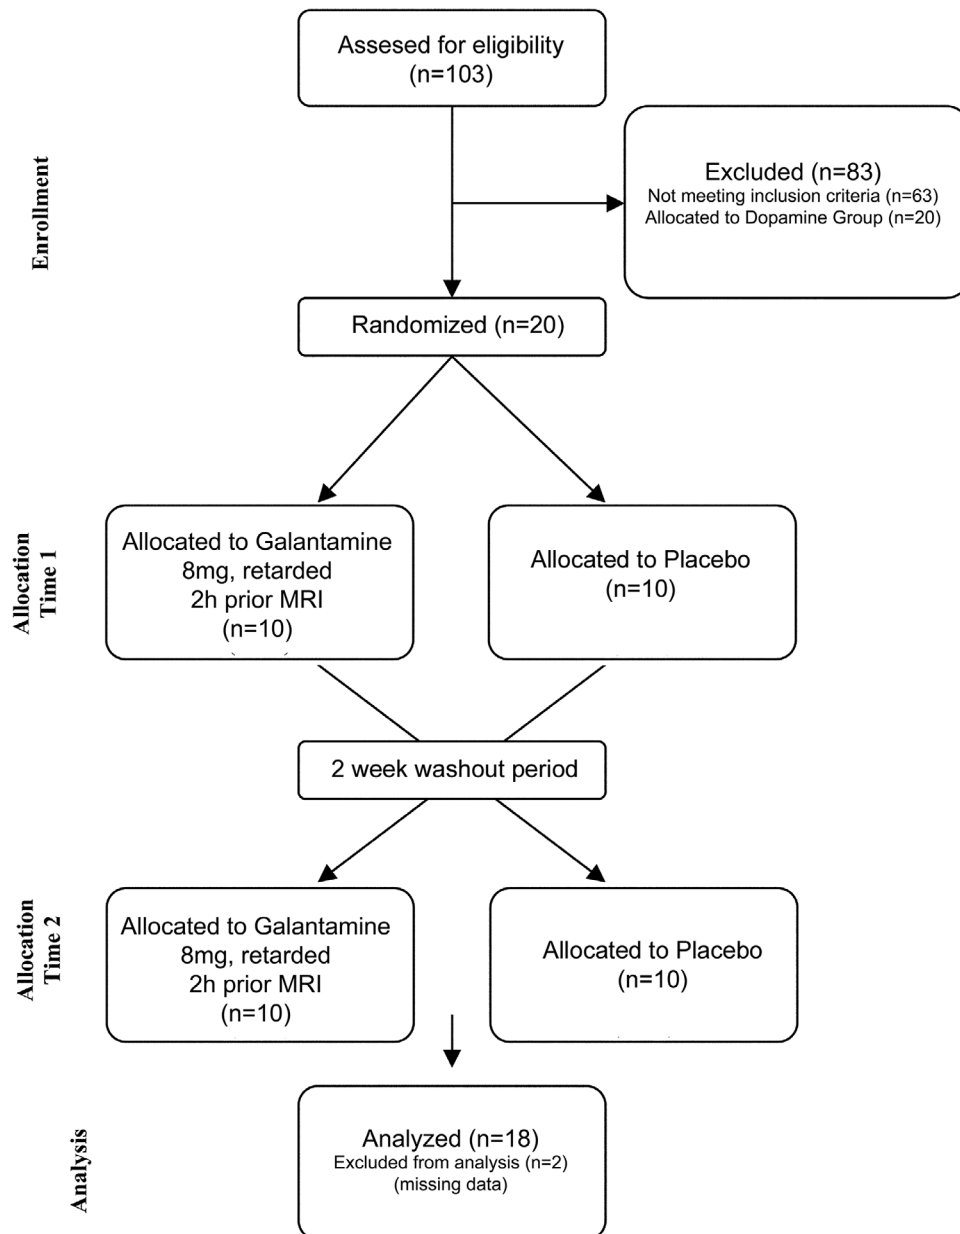 Assesed for eligibility
(n=103)
Enrollment
Excluded (n=83)
Not meeting inclusion criteria (n=63)
Allocated to Dopamine Group (n=20)
Randomized (n=20)
Allocation
Time 1
Allocated to Galantamine
8mg, retarded
2h prior MRI
(n=10)
Allocated to Placebo
(n=10)
2 week washout period
Allocation
Time 2
Allocated to Galantamine
8mg, retarded
2h prior MRI
(n=10)
Allocated to Placebo
(n=10)
Analysis
Analyzed (n=18)
Excluded from analysis (n=2)
(missing data)